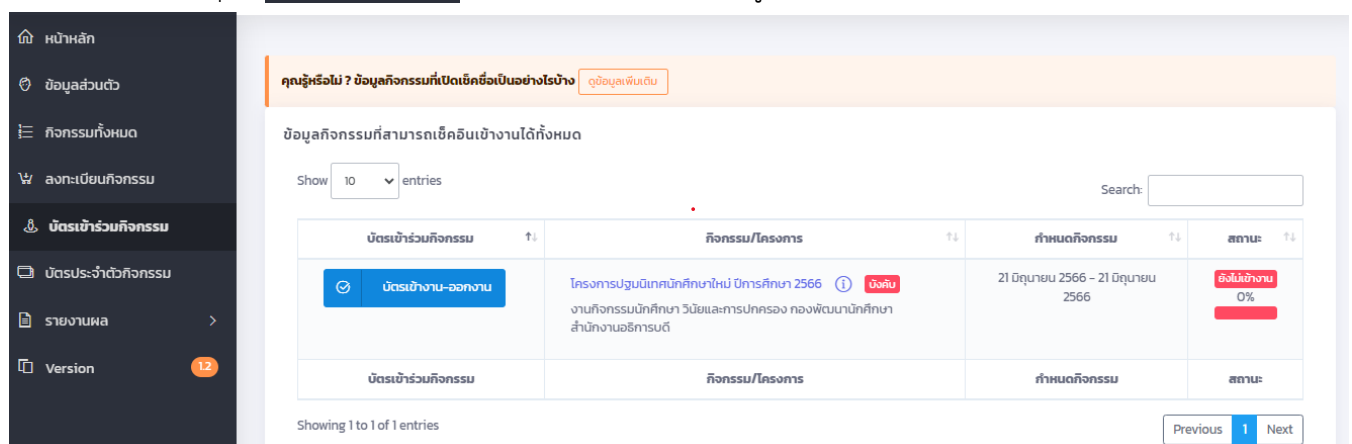 หน้าหลัก
ข้อมูลส่วนตัว
กิจกรรมทั้งหมด
ลงทะเบียนกิจกรรม
บัตรเข้าร่วมกิจกรรม
บัตรประจำตัวกิจกรรม
รายงานผล
Version 1.2
คุณรู้หรือไม่ ? ข้อมูลกิจกรรมที่เปิดเช็คชื่อเป็นอย่างไรบ้าง ดูข้อมูลเพิ่มเติม
ข้อมูลกิจกรรมที่สามารถเช็คอินเข้างานได้ทั้งหมด
Show 10 entries
Search:
บัตรเข้าร่วมกิจกรรม กิจกรรม/โครงการ กำหนดกิจกรรม สถานะ
บัตรเข้างาน-ออกงาน
โครงการปฐมนิเทศนักศึกษาใหม่ ปีการศึกษา 2566 บังคับ
งานกิจกรรมนักศึกษา วินัยและการปกครอง กองพัฒนานักศึกษา
สำนักงานอธิการบดี
21 มิถุนายน 2566 - 21 มิถุนายน
2566
ยังไม่เข้างาน
0%
บัตรเข้าร่วมกิจกรรม กิจกรรม/โครงการ กำหนดกิจกรรม สถานะ
Showing 1 to 1 of 1 entries
Previous 1 Next